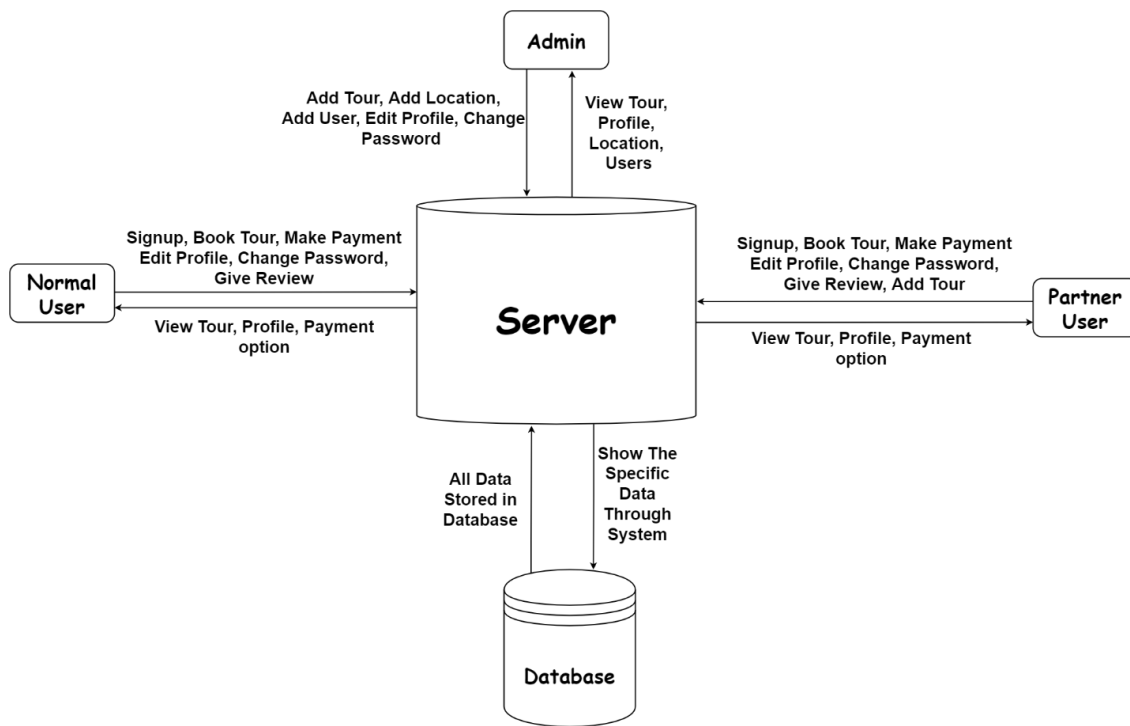 Admin
Add Tour, Add Location,
Add User, Edit Profile, Change
Password
View Tour,
Profile,
Location,
Users
Signup, Book Tour, Make Payment
Edit Profile, Change Password,
Give Review
Normal
User
View Tour, Profile, Payment
option
Server
Signup, Book Tour, Make Payment
Edit Profile, Change Password,
Give Review, Add Tour
Partner
User
View Tour, Profile, Payment
option
All Data
Stored in
Database
Show The
Specific
Data
Through
System
Database